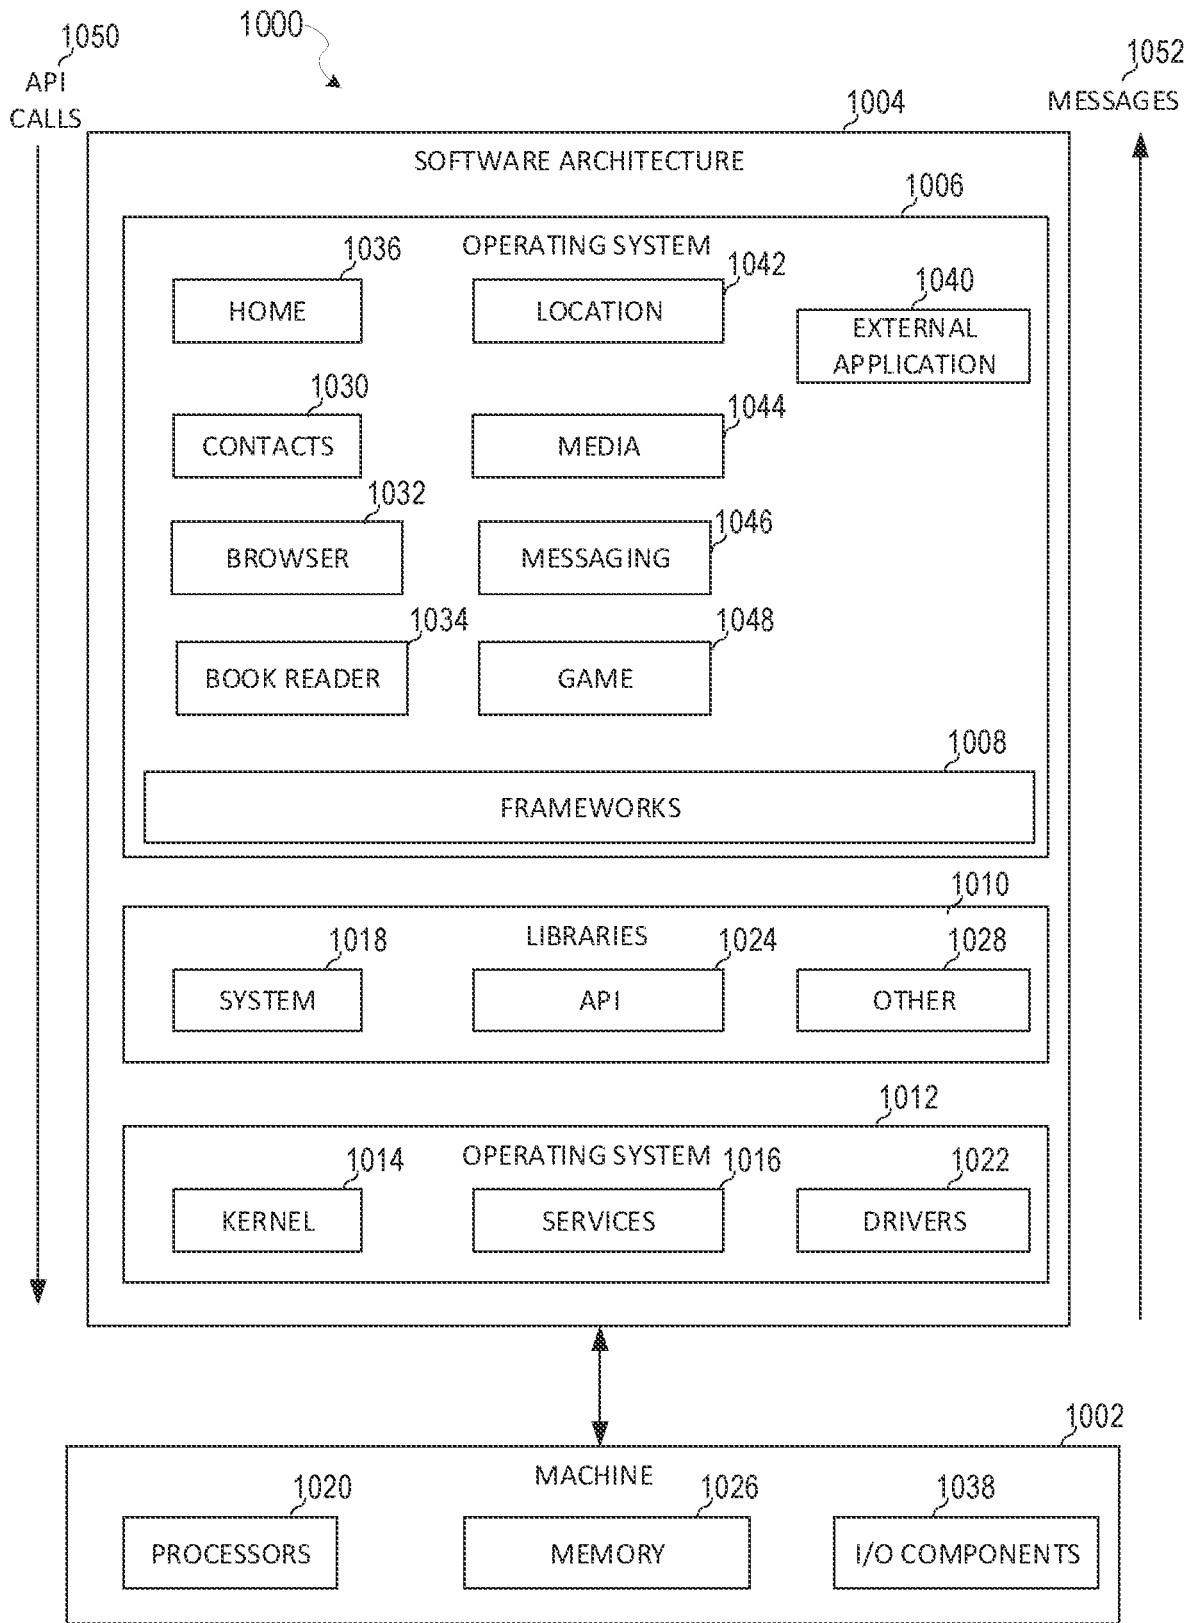 1050
API
CALLS
1000
1052
MESSAGES
1004
SOFTWARE ARCHITECTURE
1006
OPERATING SYSTEM
1036
HOME
1042
LOCATION
1040
EXTERNAL
APPLICATION
1030
CONTACTS
1044
MEDIA
1032
BROWSER
1046
MESSAGING
1034
BOOK READER
1048
GAME
1008
FRAMEWORKS
1010
LIBRARIES
1018
SYSTEM
1024
API
1028
OTHER
1012
OPERATING SYSTEM
1014
KERNEL
1016
SERVICES
1022
DRIVERS
1002
MACHINE
1020
PROCESSORS
1026
MEMORY
1038
I/O COMPONENTS